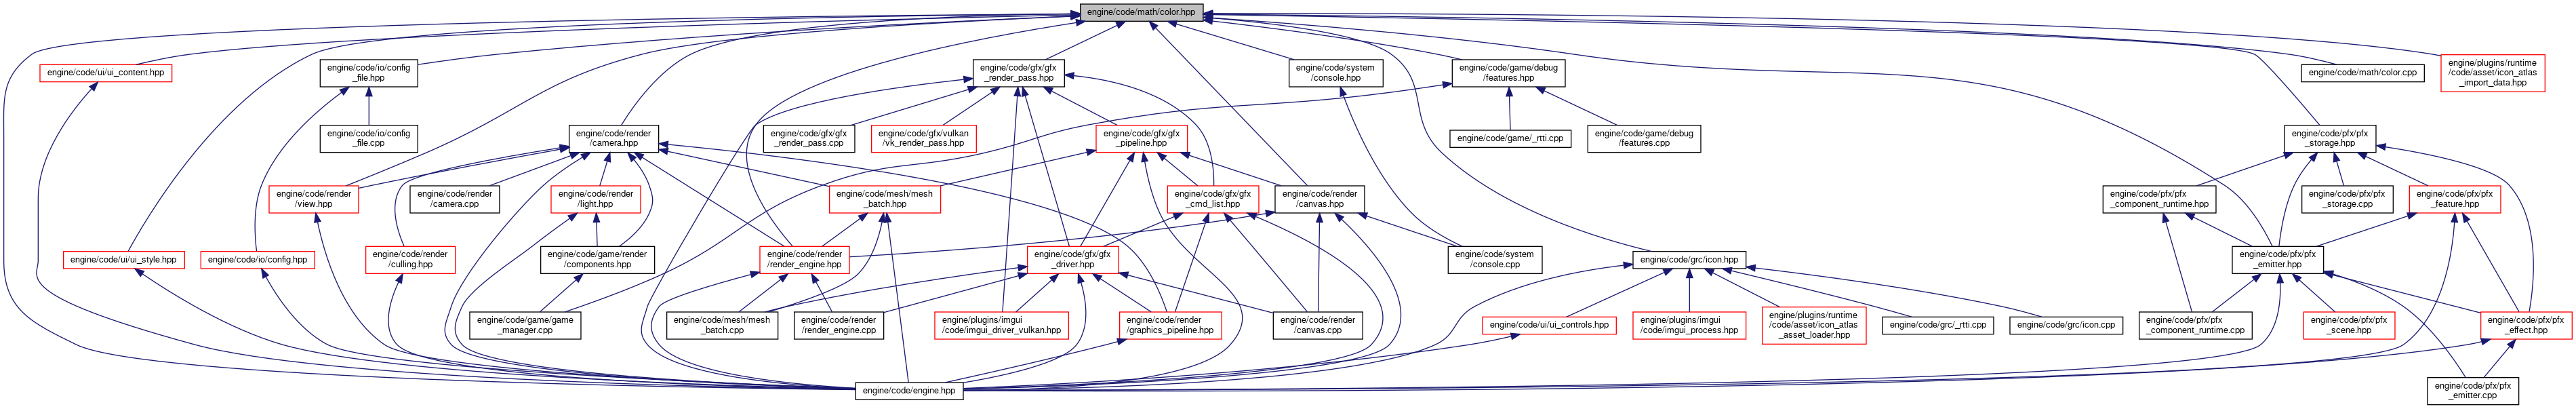 engine/code/math/color.hpp
engine/code/ui/ui_content.hpp
engine/code/io/config
_file.hpp
engine/code/gfx/gfx
_render_pass.hpp
engine/code/system
/console.hpp
engine/code/game/debug
/features.hpp
engine/code/math/color.cpp
engine/plugins/runtime
/code/asset/icon_atlas
_import_data.hpp
engine/code/io/config
_file.cpp
engine/code/render
/camera.hpp
engine/code/gfx/gfx
_render_pass.cpp
engine/code/gfx/vulkan
/vk_render_pass.hpp
engine/code/gfx/gfx
_pipeline.hpp
engine/code/game/_rtti.cpp
engine/code/game/debug
/features.cpp
engine/code/pfx/pfx
_storage.hpp
engine/code/render
/view.hpp
engine/code/render
/camera.cpp
engine/code/render
/light.hpp
engine/code/mesh/mesh
_batch.hpp
engine/code/gfx/gfx
_cmd_list.hpp
engine/code/render
/canvas.hpp
engine/code/pfx/pfx
_component_runtime.hpp
engine/code/pfx/pfx
_storage.cpp
engine/code/pfx/pfx
_feature.hpp
engine/code/ui/ui_style.hpp
engine/code/io/config.hpp
engine/code/render
/culling.hpp
engine/code/game/render
/components.hpp
engine/code/render
/render_engine.hpp
engine/code/gfx/gfx
_driver.hpp
engine/code/system
/console.cpp
engine/code/grc/icon.hpp
engine/code/pfx/pfx
_emitter.hpp
engine/code/game/game
_manager.cpp
engine/code/mesh/mesh
_batch.cpp
engine/code/render
/render_engine.cpp
engine/plugins/imgui
/code/imgui_driver_vulkan.hpp
engine/code/render
/graphics_pipeline.hpp
engine/code/render
/canvas.cpp
engine/code/ui/ui_controls.hpp
engine/plugins/imgui
/code/imgui_process.hpp
engine/plugins/runtime
/code/asset/icon_atlas
_asset_loader.hpp
engine/code/grc/_rtti.cpp
engine/code/grc/icon.cpp
engine/code/pfx/pfx
_component_runtime.cpp
engine/code/pfx/pfx
_scene.hpp
engine/code/pfx/pfx
_effect.hpp
engine/code/engine.hpp
engine/code/pfx/pfx
_emitter.cpp